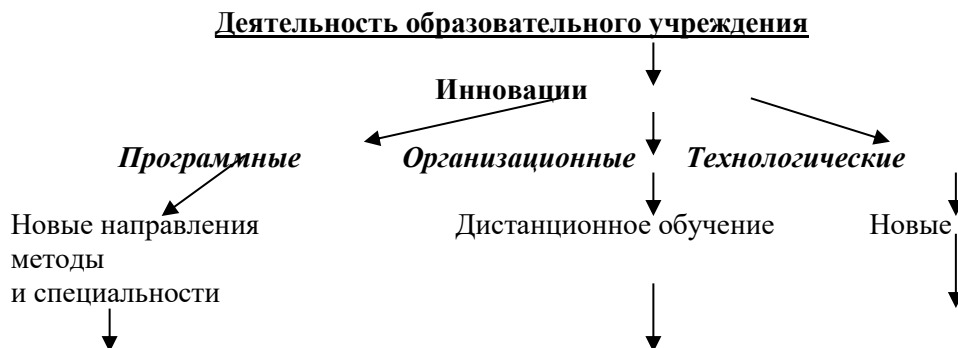 Деятельность образовательного учреждения
Инновации
Программные Организационные Технологические
Новые направления Дистанционное обучение Новые
методы
и специальности